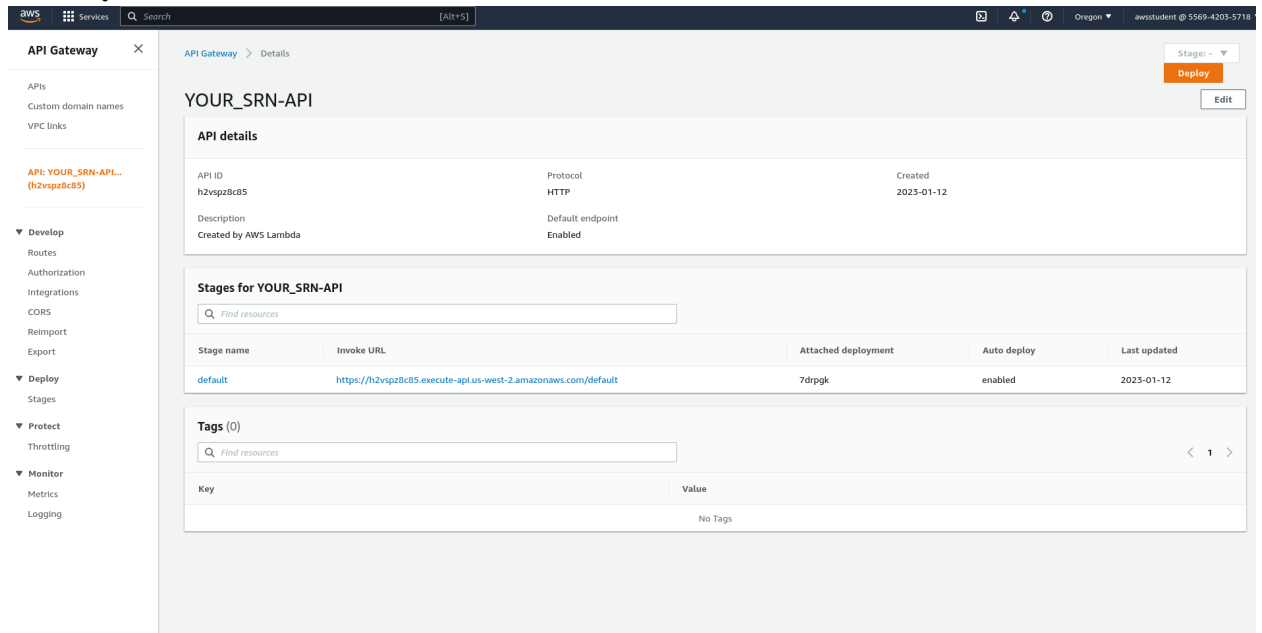 aws Services Search [Alt+S] Oregon ▼ awsstudent @ 5569-4203-5718
API Gateway ×
APIs
Custom domain names
VPC links
API: YOUR_SRN-API...
(h2vspz8c85)
▼ Develop
Routes
Authorization
Integrations
CORS
Reimport
Export
▼ Deploy
Stages
▼ Protect
Throttling
▼ Monitor
Metrics
Logging
API Gateway > Details
Stage: - ▼
Deploy
YOUR_SRN-API
Edit
API details
API ID Protocol Created
h2vspz8c85 HTTP 2023-01-12
Description Default endpoint
Created by AWS Lambda Enabled
Stages for YOUR_SRN-API
Find resources
Stage name Invoke URL Attached deployment Auto deploy Last updated
default https://h2vspz8c85.execute-api.us-west-2.amazonaws.com/default 7drpgk enabled 2023-01-12
Tags (0)
Find resources < 1 >
Key Value
No Tags